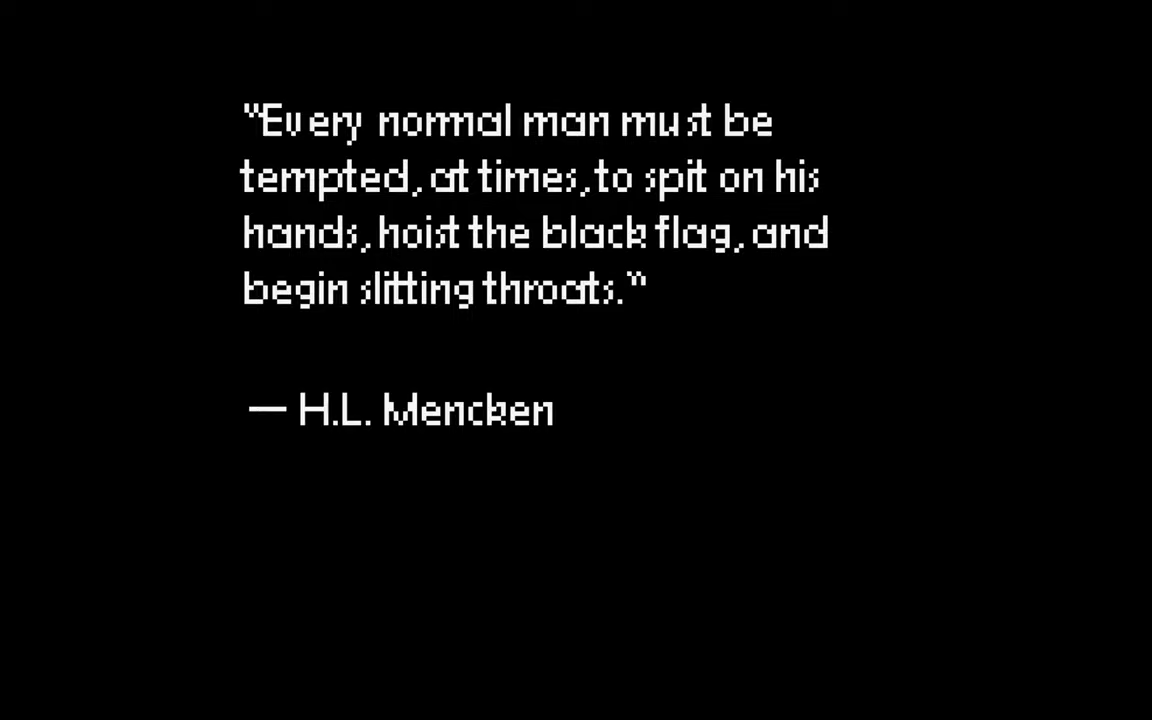 "Every normal man must be
tempted, at times, to spit on his
hands, hoist the black flag, and
begin slitting throats."
— H.L. Mencken